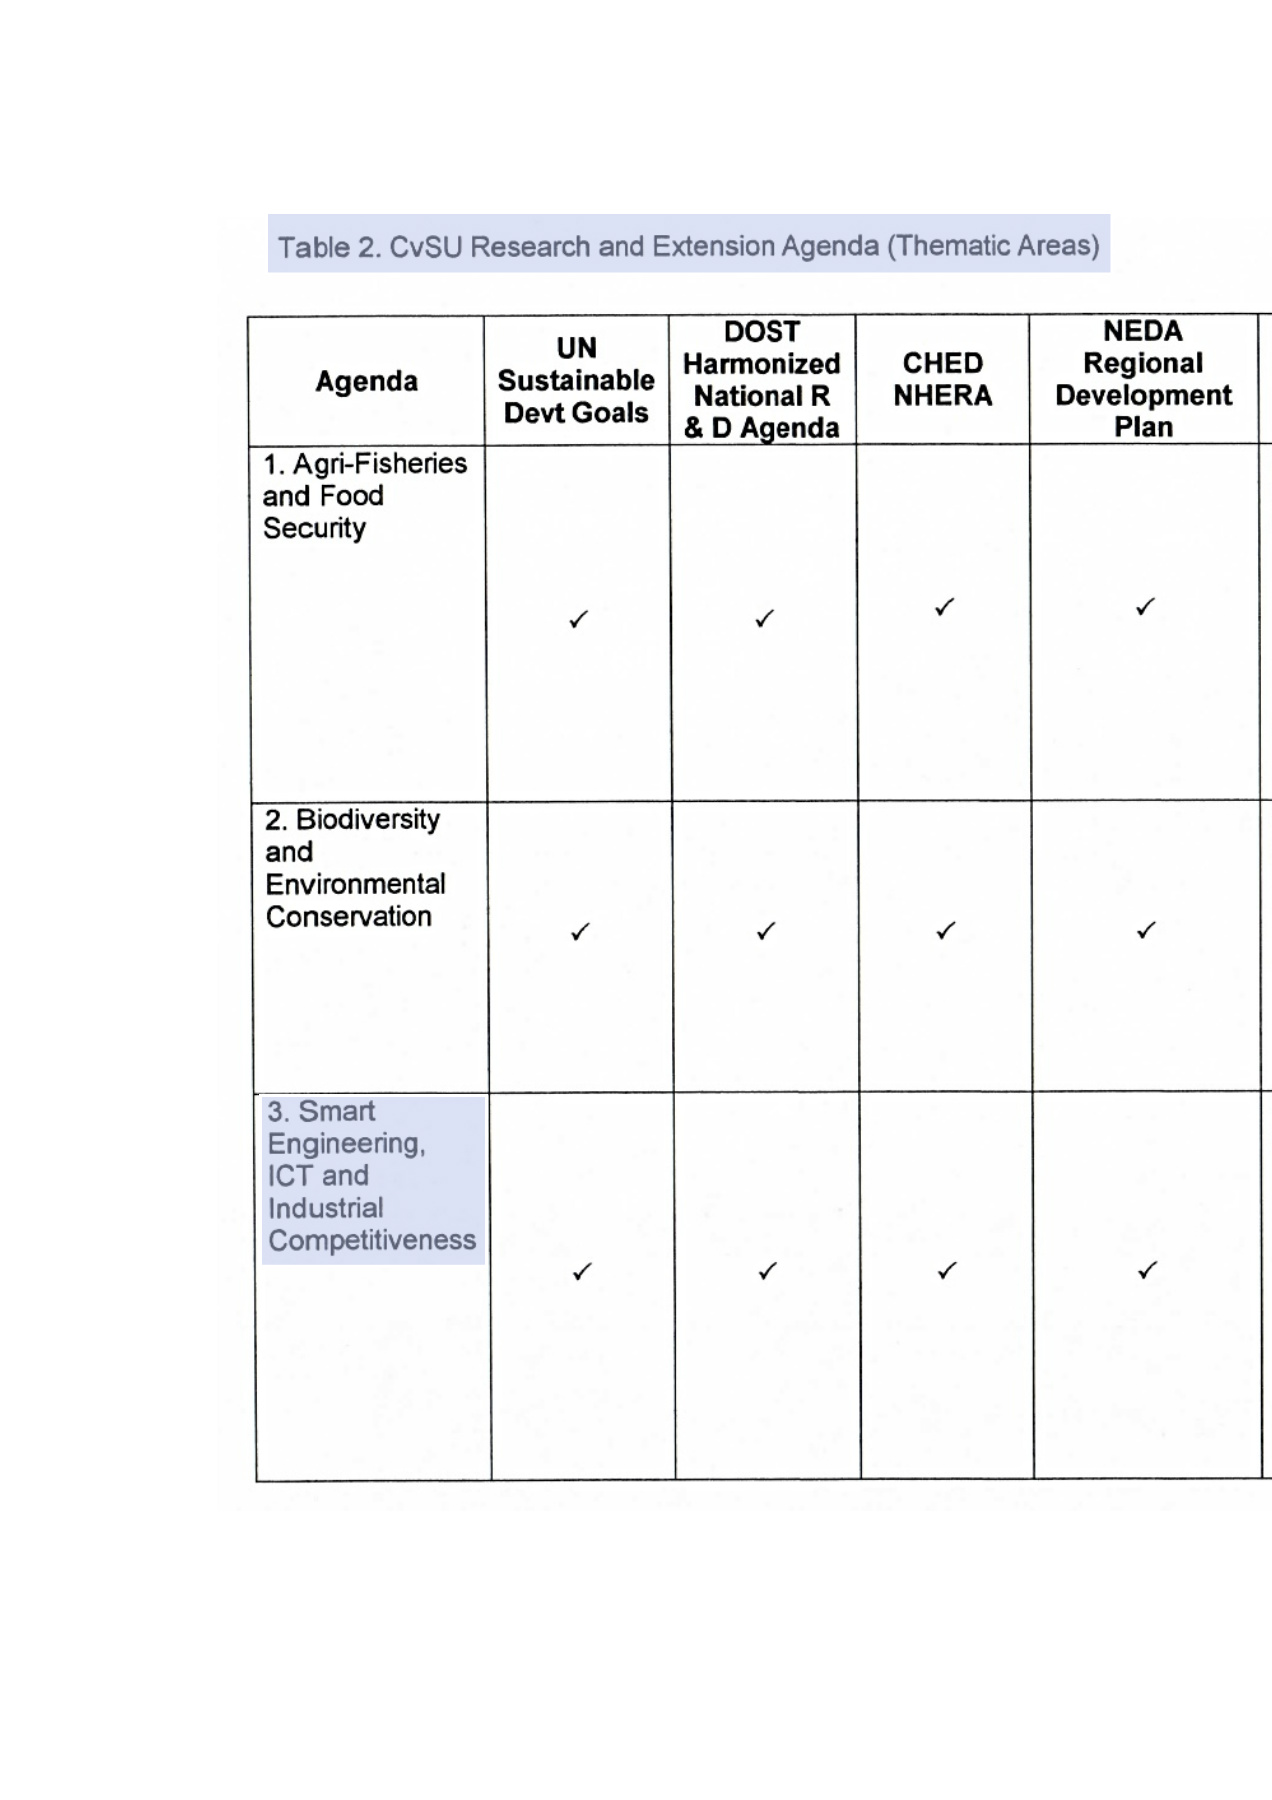 Table 2. CvSU Research and Extension Agenda (Thematic Areas)
Agenda
UN
Sustainable
Devt Goals
DOST
Harmonized
National R
& D Agenda
CHED
NHERA
NEDA
Regional
Development
Plan
1. Agri-Fisheries
and Food
Security
✓ ✓ ✓ ✓
2. Biodiversity
and
Environmental
Conservation
✓ ✓ ✓ ✓
3. Smart
Engineering,
ICT and
Industrial
Competitiveness
✓ ✓ ✓ ✓